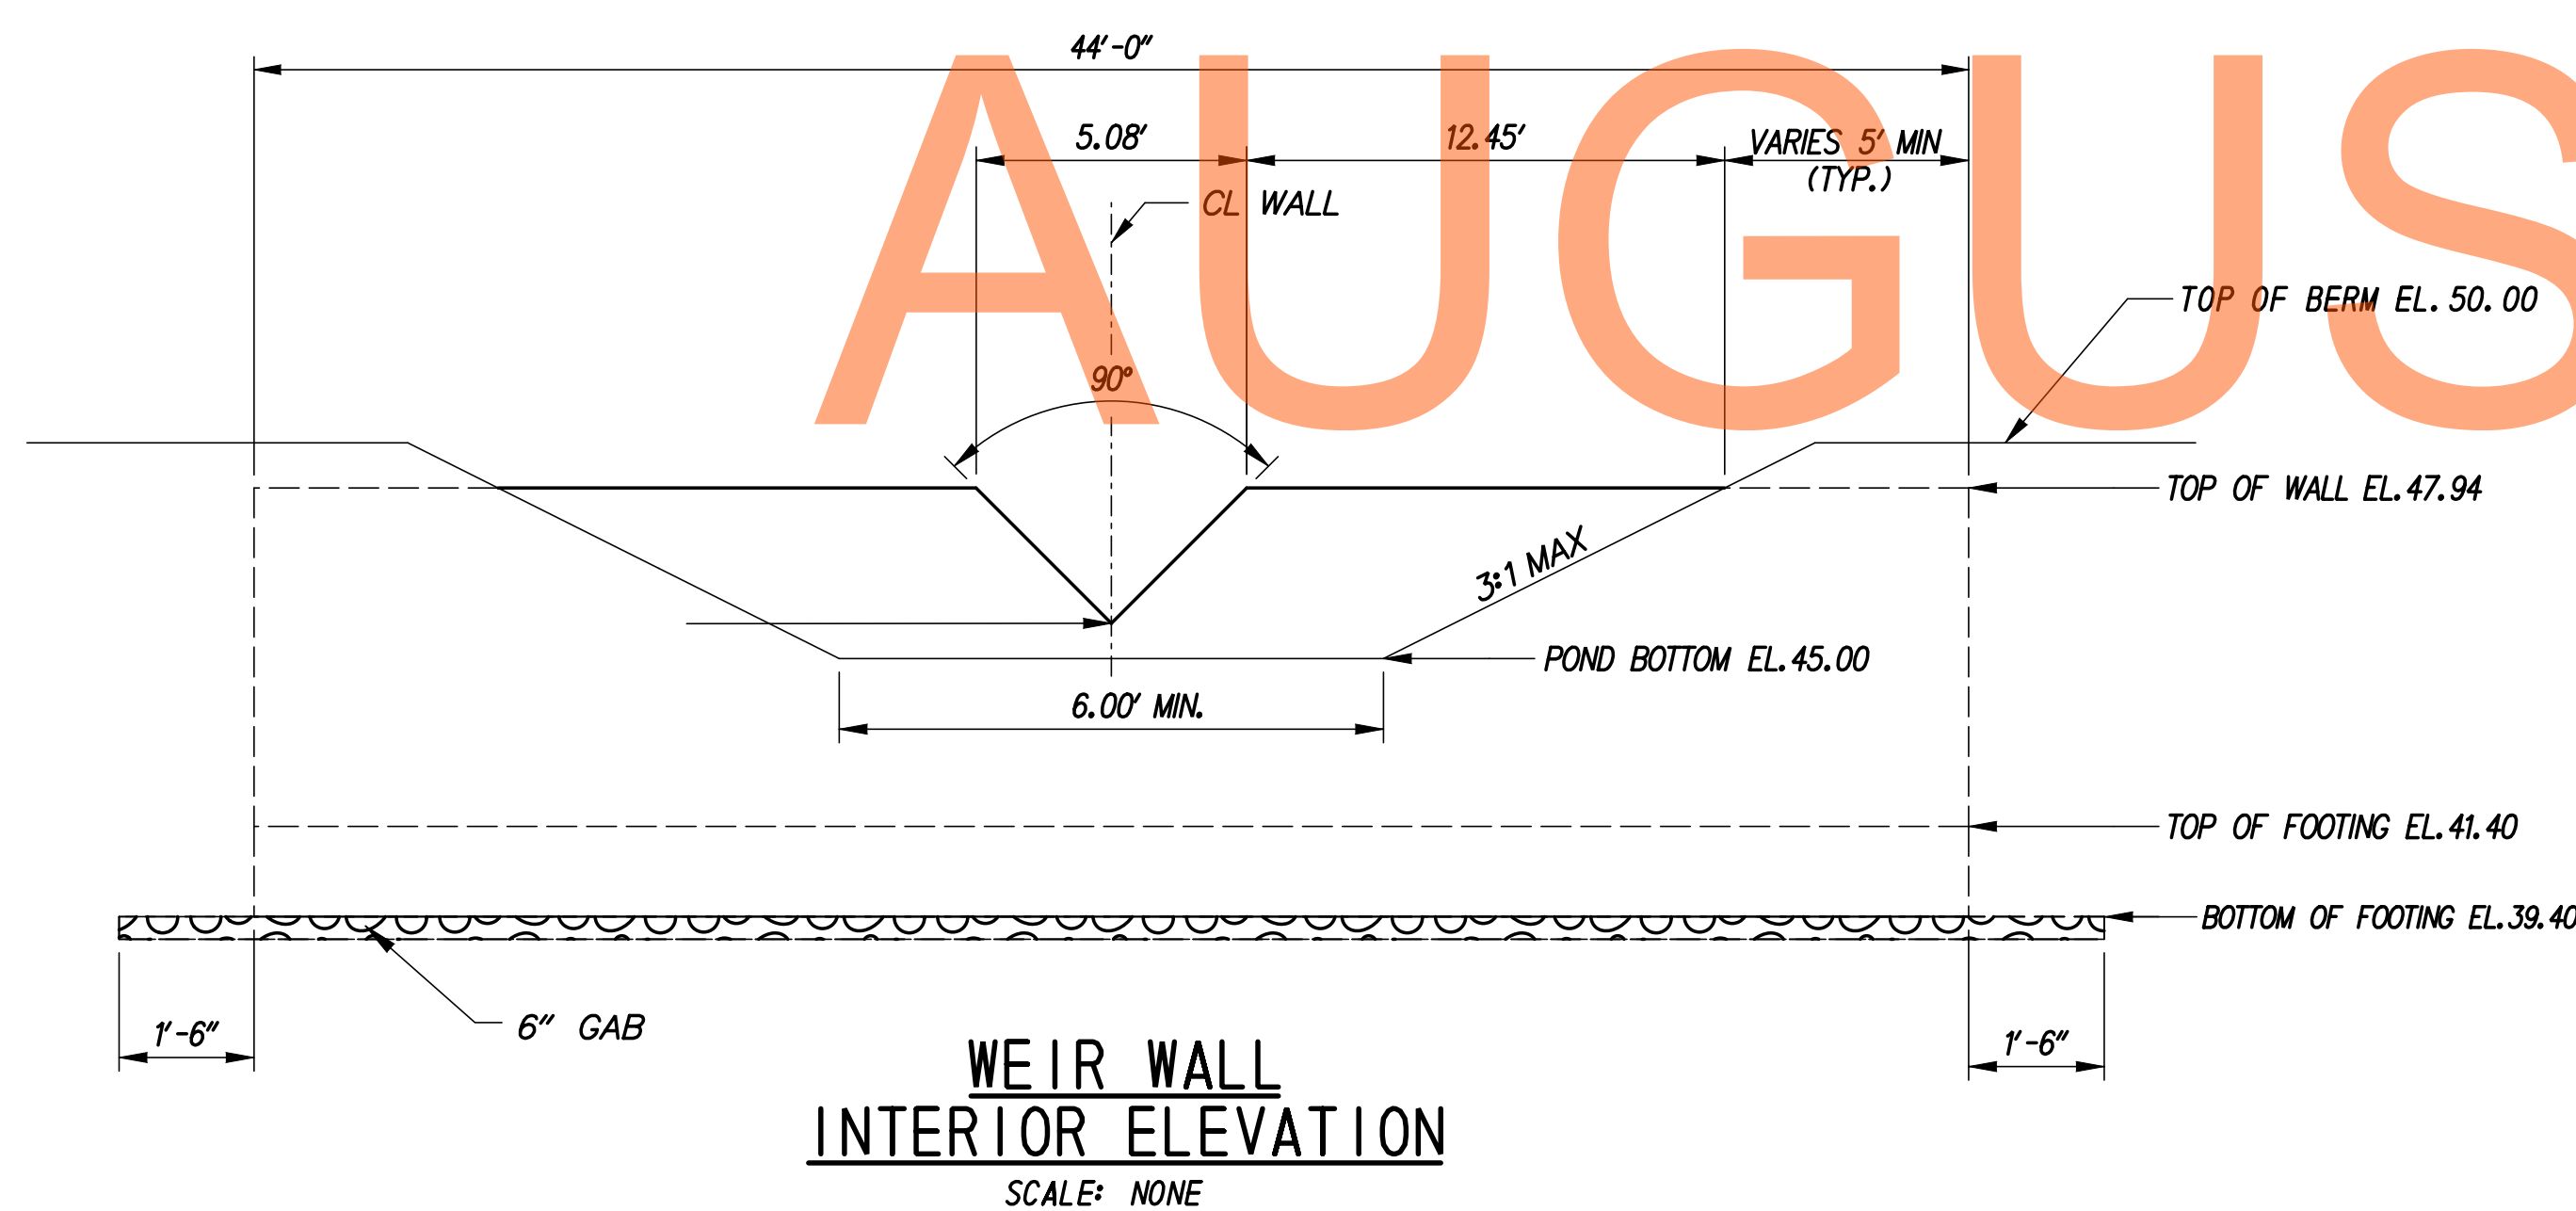 44'-0"
5.08'
12.45'
VARIES 5' MIN
(TYP.)
CL WALL
AUGUS
TOP OF BERM EL. 50.00
90°
TOP OF WALL EL.47.94
3:1 MAX
POND BOTTOM EL.45.00
6.00' MIN.
TOP OF FOOTING EL.41.40
BOTTOM OF FOOTING EL.39.40
6" GAB
1'-6"
1'-6"
WEIR WALL
INTERIOR ELEVATION
SCALE: NONE